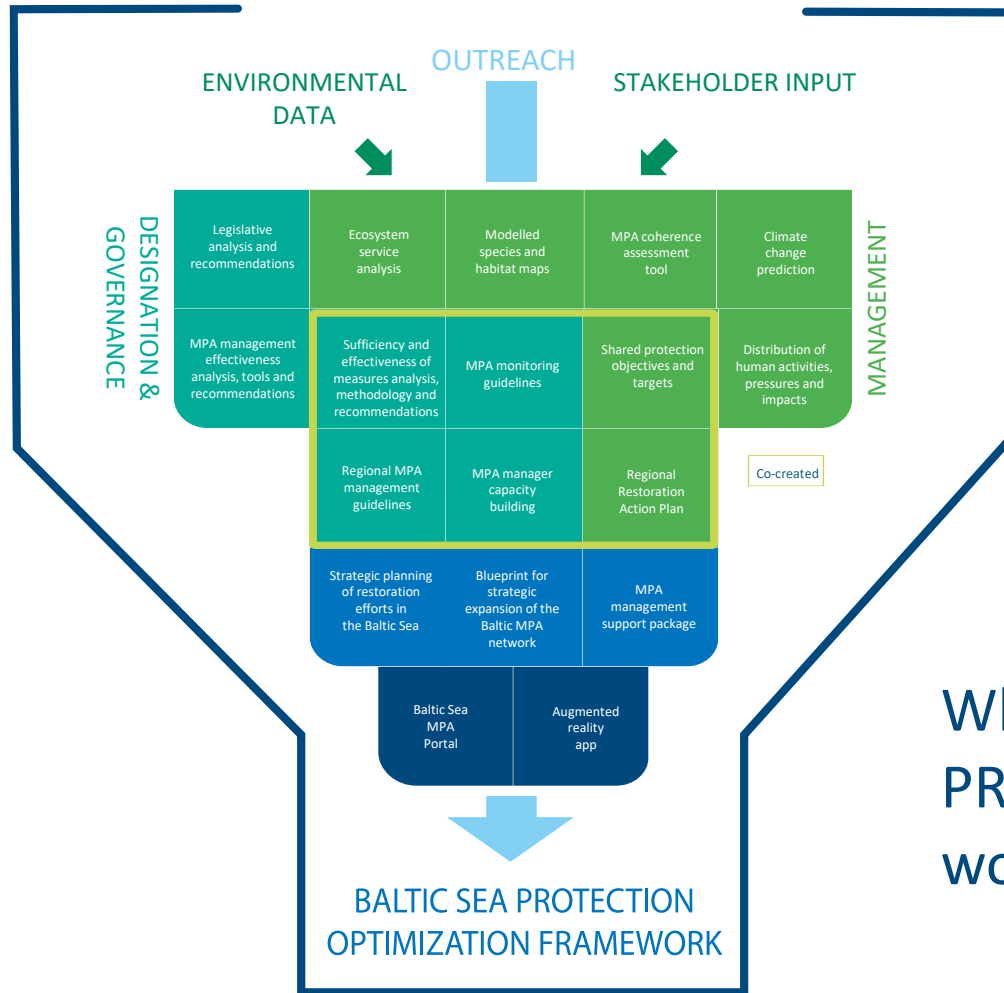 OUTREACH
ENVIRONMENTAL
DATA
STAKEHOLDER INPUT
DESIGNATION &
GOVERNANCE
Legislative
analysis and
recommendations
Ecosystem
service
analysis
Modelled
species and
habitat maps
MPA coherence
assessment
tool
Climate
change
prediction
MANAGEMENT
MPA management
effectiveness
analysis, tools and
recommendations
Sufficiency and
effectiveness of
measures analysis,
methodology and
recommendations
MPA monitoring
guidelines
Shared protection
objectives and
targets
Distribution of
human activities,
pressures and
impacts
Regional MPA
management
guidelines
MPA manager
capacity
building
Regional
Restoration
Action Plan
Co-created
Strategic planning
of restoration
efforts in
the Baltic Sea
Blueprint for
strategic
expansion of the
Baltic MPA
network
MPA
management
support package
Baltic Sea
MPA
Portal
Augmented
reality
app
BALTIC SEA PROTECTION
OPTIMIZATION FRAMEWORK